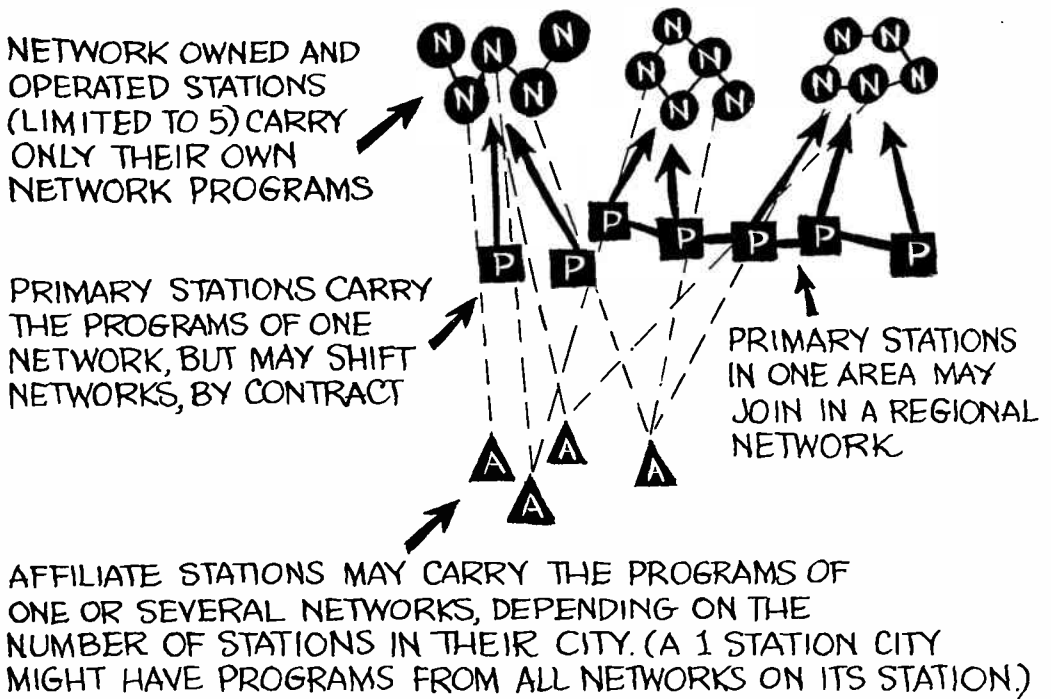 NETWORK OWNED AND
OPERATED STATIONS
(LIMITED TO 5) CARRY
ONLY THEIR OWN
NETWORK PROGRAMS
N N N
N N
N
N N
N N
N N
N N N
P P P P P
P P
PRIMARY STATIONS CARRY
THE PROGRAMS OF ONE
NETWORK, BUT MAY SHIFT
NETWORKS, BY CONTRACT
PRIMARY STATIONS
IN ONE AREA MAY
JOIN IN A REGIONAL
NETWORK
A A A
A
AFFILIATE STATIONS MAY CARRY THE PROGRAMS OF
ONE OR SEVERAL NETWORKS, DEPENDING ON THE
NUMBER OF STATIONS IN THEIR CITY. (A 1 STATION CITY
MIGHT HAVE PROGRAMS FROM ALL NETWORKS ON ITS STATION.)